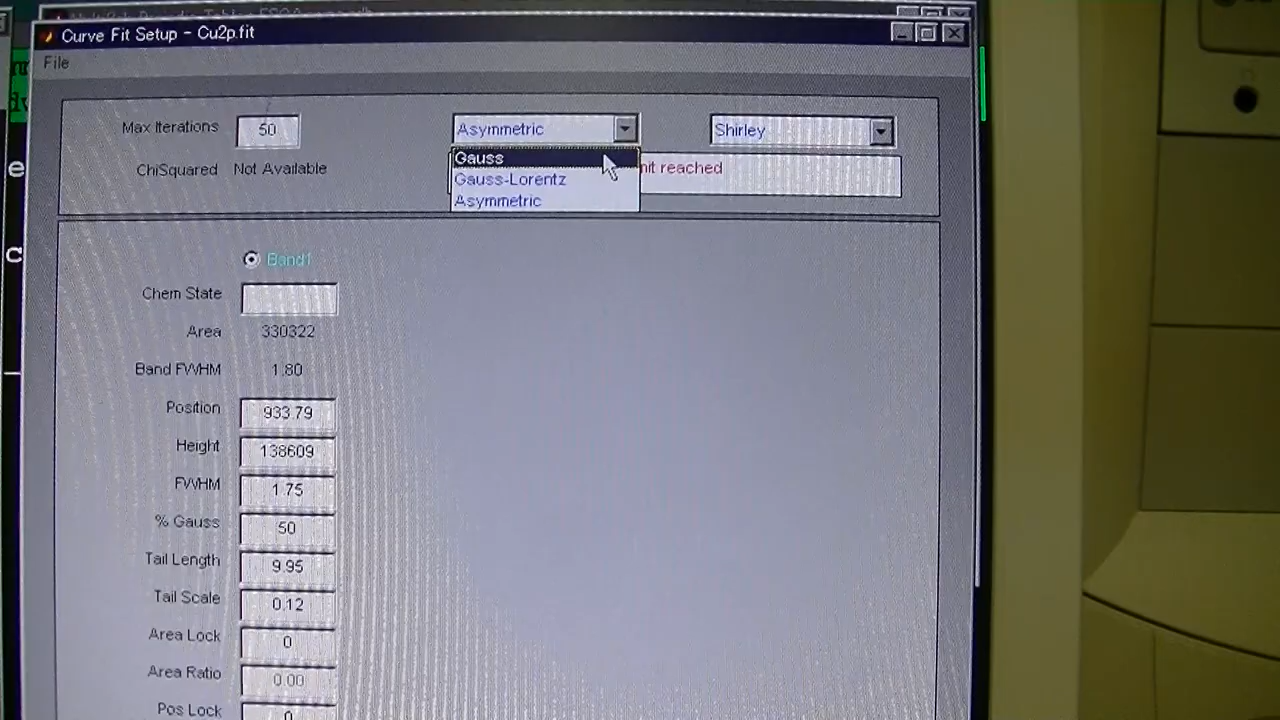 Curve Fit Setup - Cu2p.fit
File
Max Iterations 50 Asymmetric Shirley
ChiSquared Not Available Gauss nit reached
Gauss-Lorentz
Asymmetric
Band1
Chem State
Area 330322
Band FWHM 1.80
Position 933.79
Height 138609
FWHM 1.75
% Gauss 50
Tail Length 9.95
Tail Scale 0.12
Area Lock 0
Area Ratio 0.00
Pos Lock 0